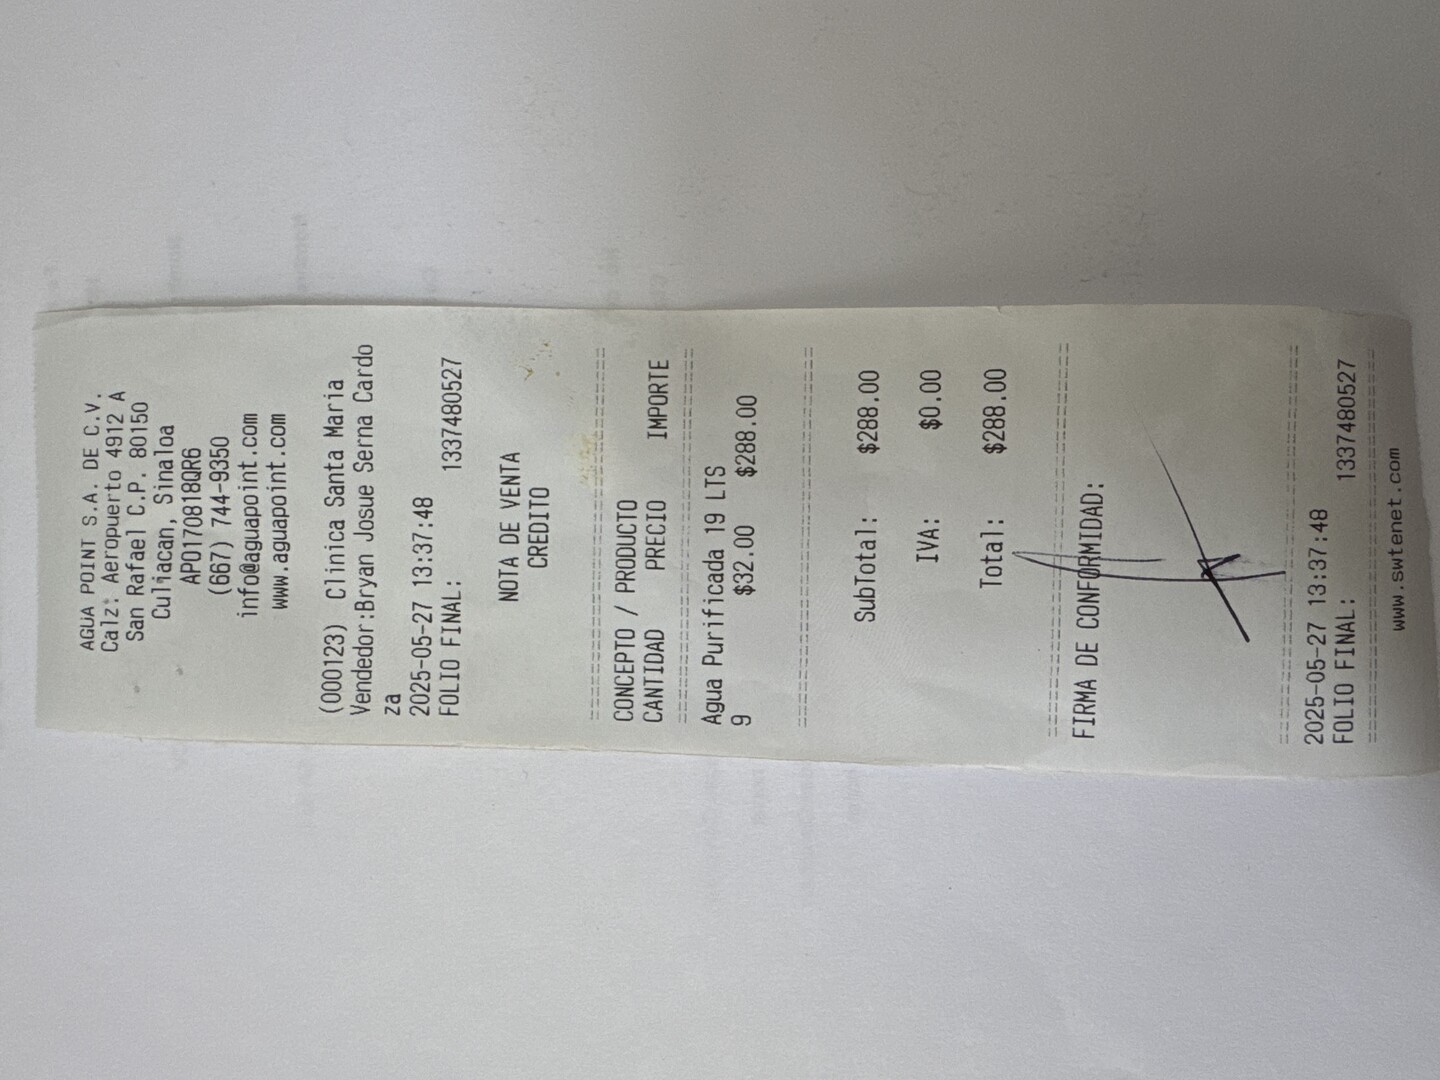 AGUA POINT S.A. DE C.V.
Calz: Aeropuerto 4912 A
San Rafael C.P. 80150
Culiacan, Sinaloa
APO170818QR6
(667) 744-9350
info@aguapoint.com
www.aguapoint.com
(000123) Clinica Santa Maria
Vendedor:Bryan Josue Serna Cardo
za
2025-05-27 13:37:48
FOLIO FINAL: 1337480527
NOTA DE VENTA
CREDITO
CONCEPTO / PRODUCTO
CANTIDAD PRECIO IMPORTE
Agua Purificada 19 LTS
9 $32.00 $288.00
SubTotal: $288.00
IVA: $0.00
Total: $288.00
FIRMA DE CONFORMIDAD:
2025-05-27 13:37:48
FOLIO FINAL: 1337480527
www.swtenet.com